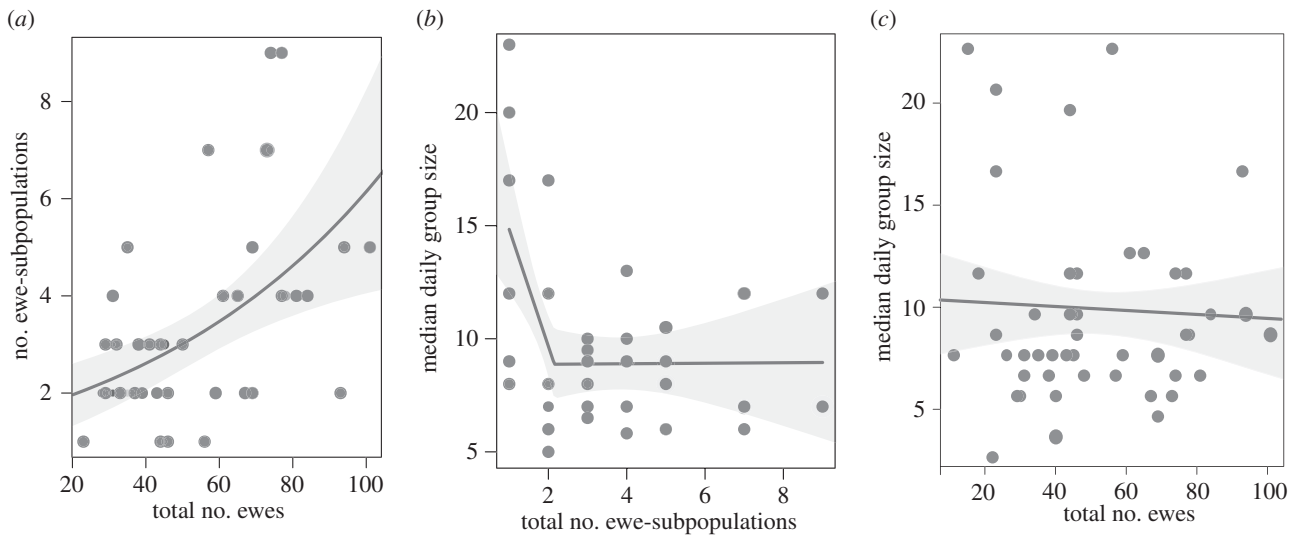 (a)
no. ewe-subpopulations
8
6
4
2
20 40 60 80 100
total no. ewes
(b)
median daily group size
20
15
10
5
2 4 6 8
total no. ewe-subpopulations
(c)
median daily group size
20
15
10
5
20 40 60 80 100
total no. ewes